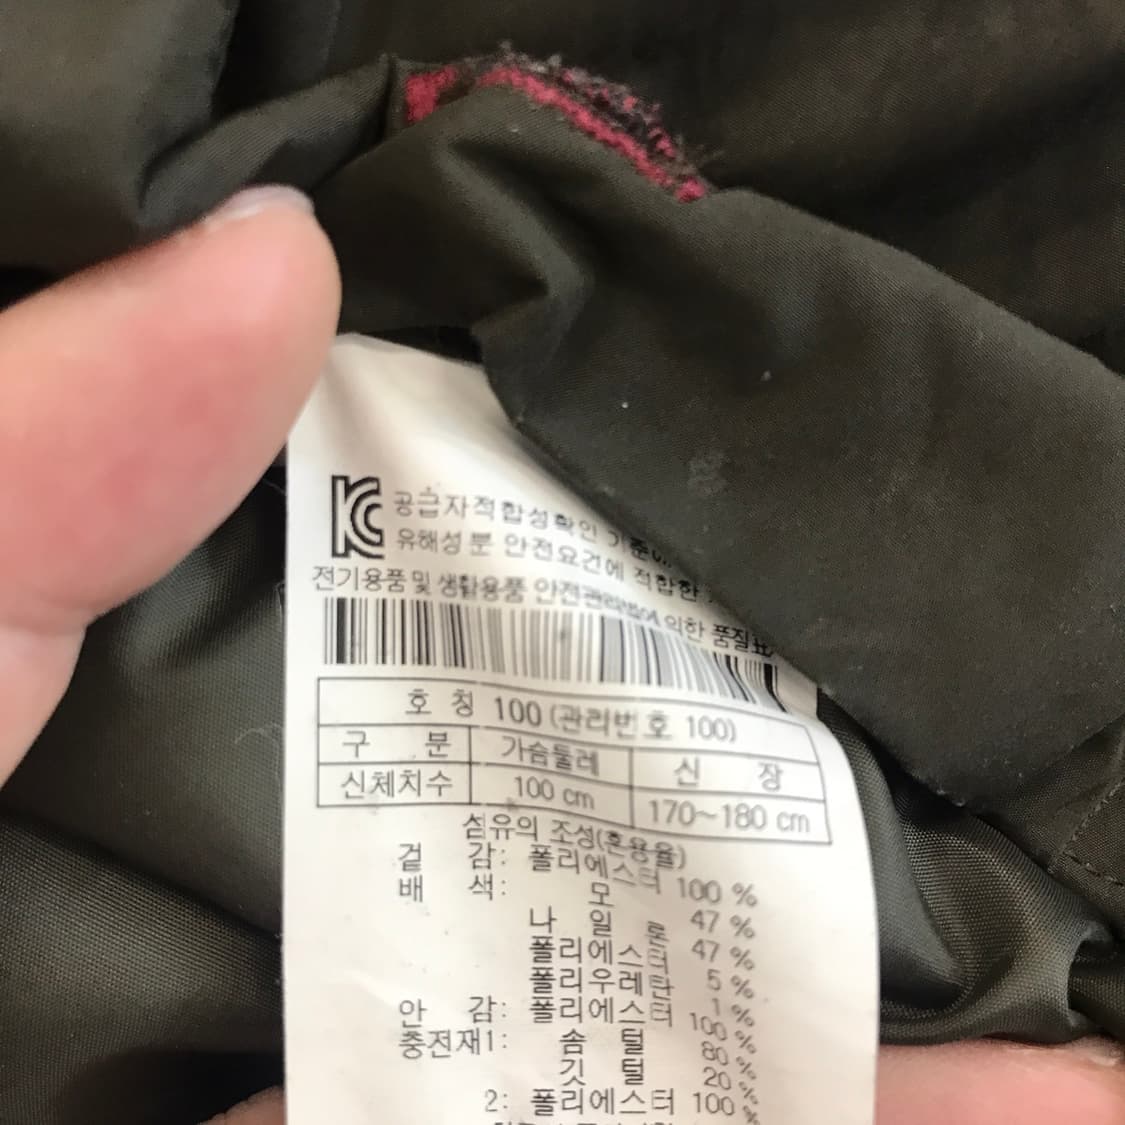 KC 공급자적합성확인 기준에
유해성분 안전요건에 적합한
전기용품 및 생활용품 안전관리법에 의한 품질표
호 칭 100 (관리번호 100)
구 분 가슴둘레 신 장
신체치수 100 cm 170~180 cm
섬유의 조성(혼용율)
겉 감: 폴리에스터 100 %
배 색: 모 47 %
나 일 론 47 %
폴리에스터 5 %
폴리우레탄 1 %
안 감: 폴리에스터 100 %
충전재1: 솜 털 80 %
깃 털 20 %
2: 폴리에스터 100 %